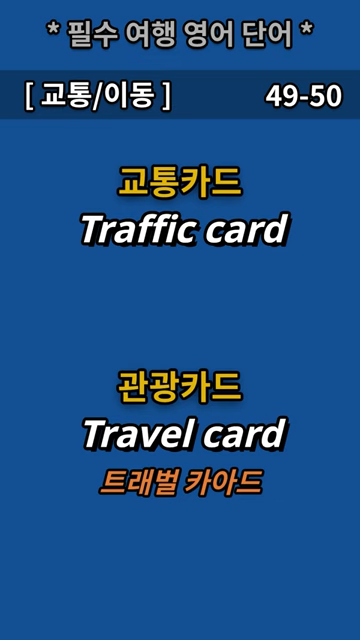 * 필수 여행 영어 단어 *
[ 교통/이동 ] 49-50
교통카드
Traffic card
관광카드
Travel card
트래벌 카아드